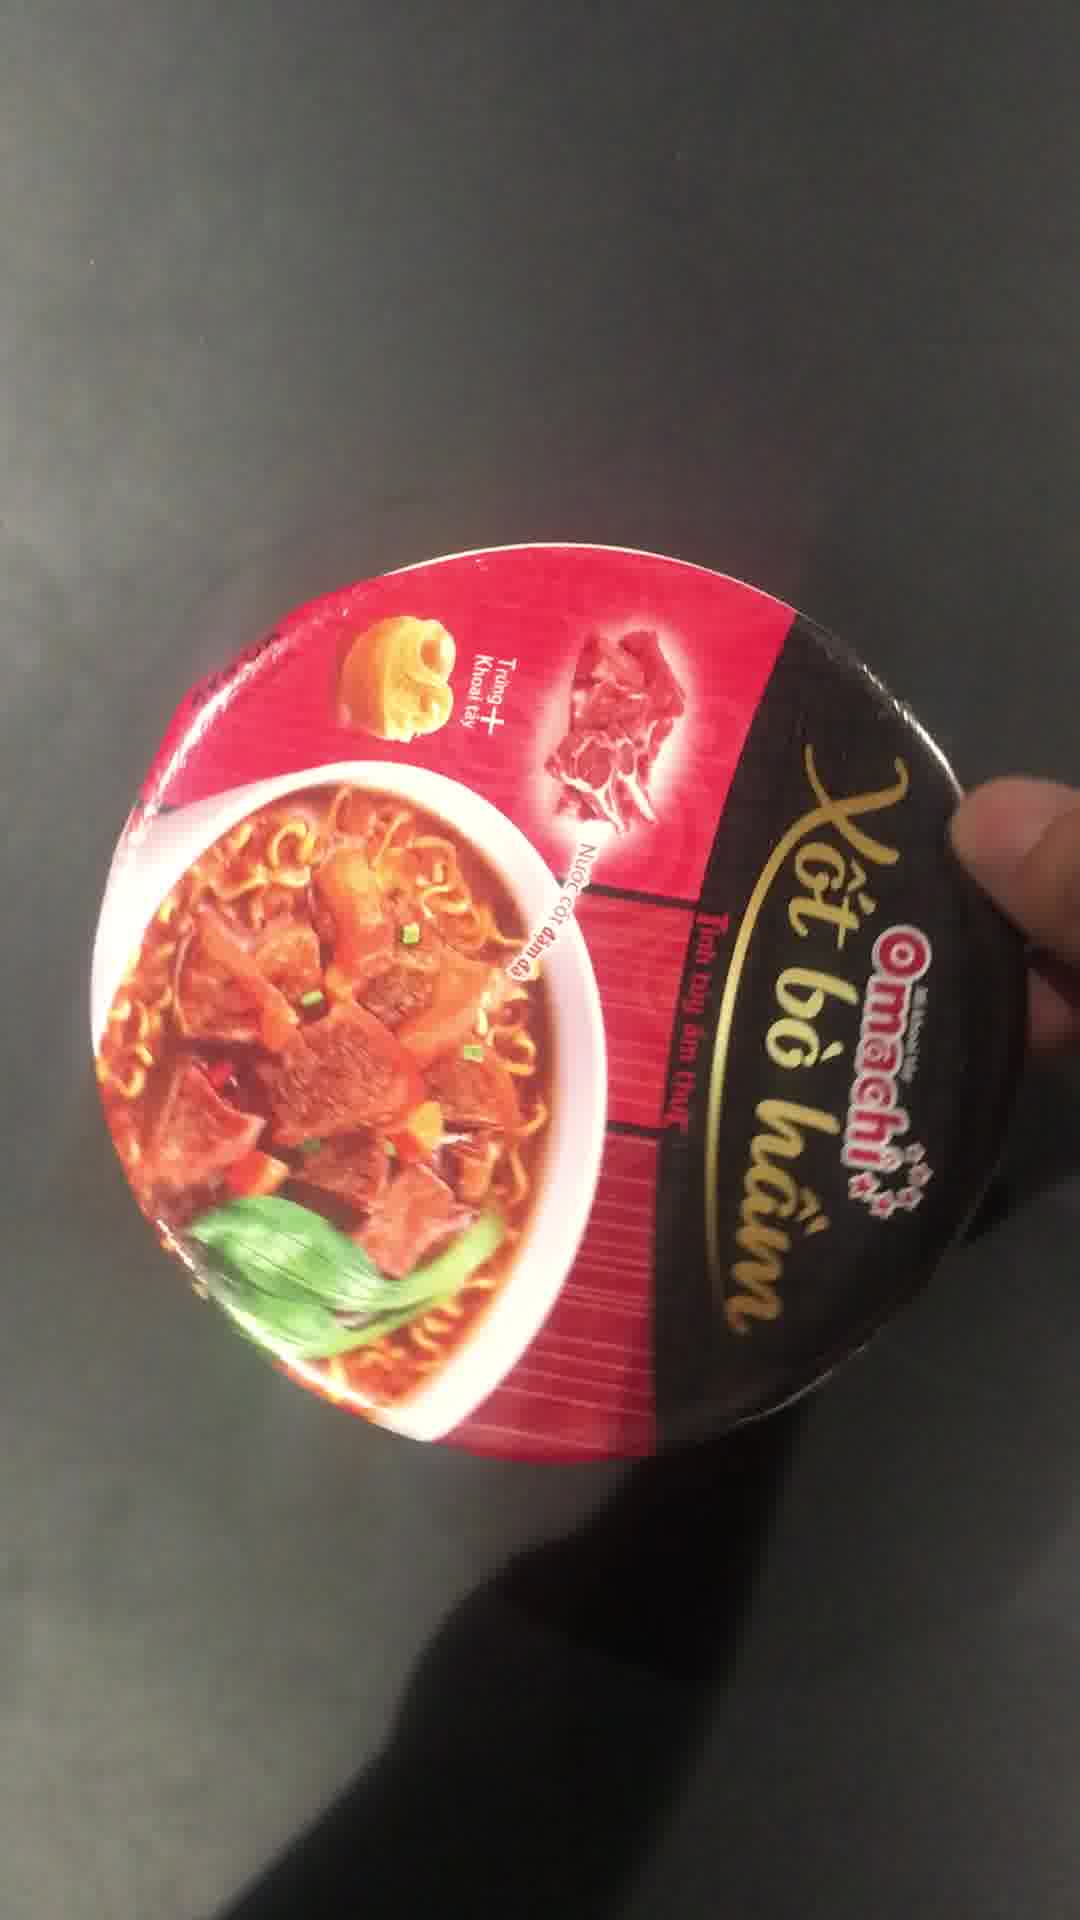 Omachi
Xốt bò hầm
Tinh túy ẩm thực
Nước cốt đậm đà
Trứng +
Khoai tây